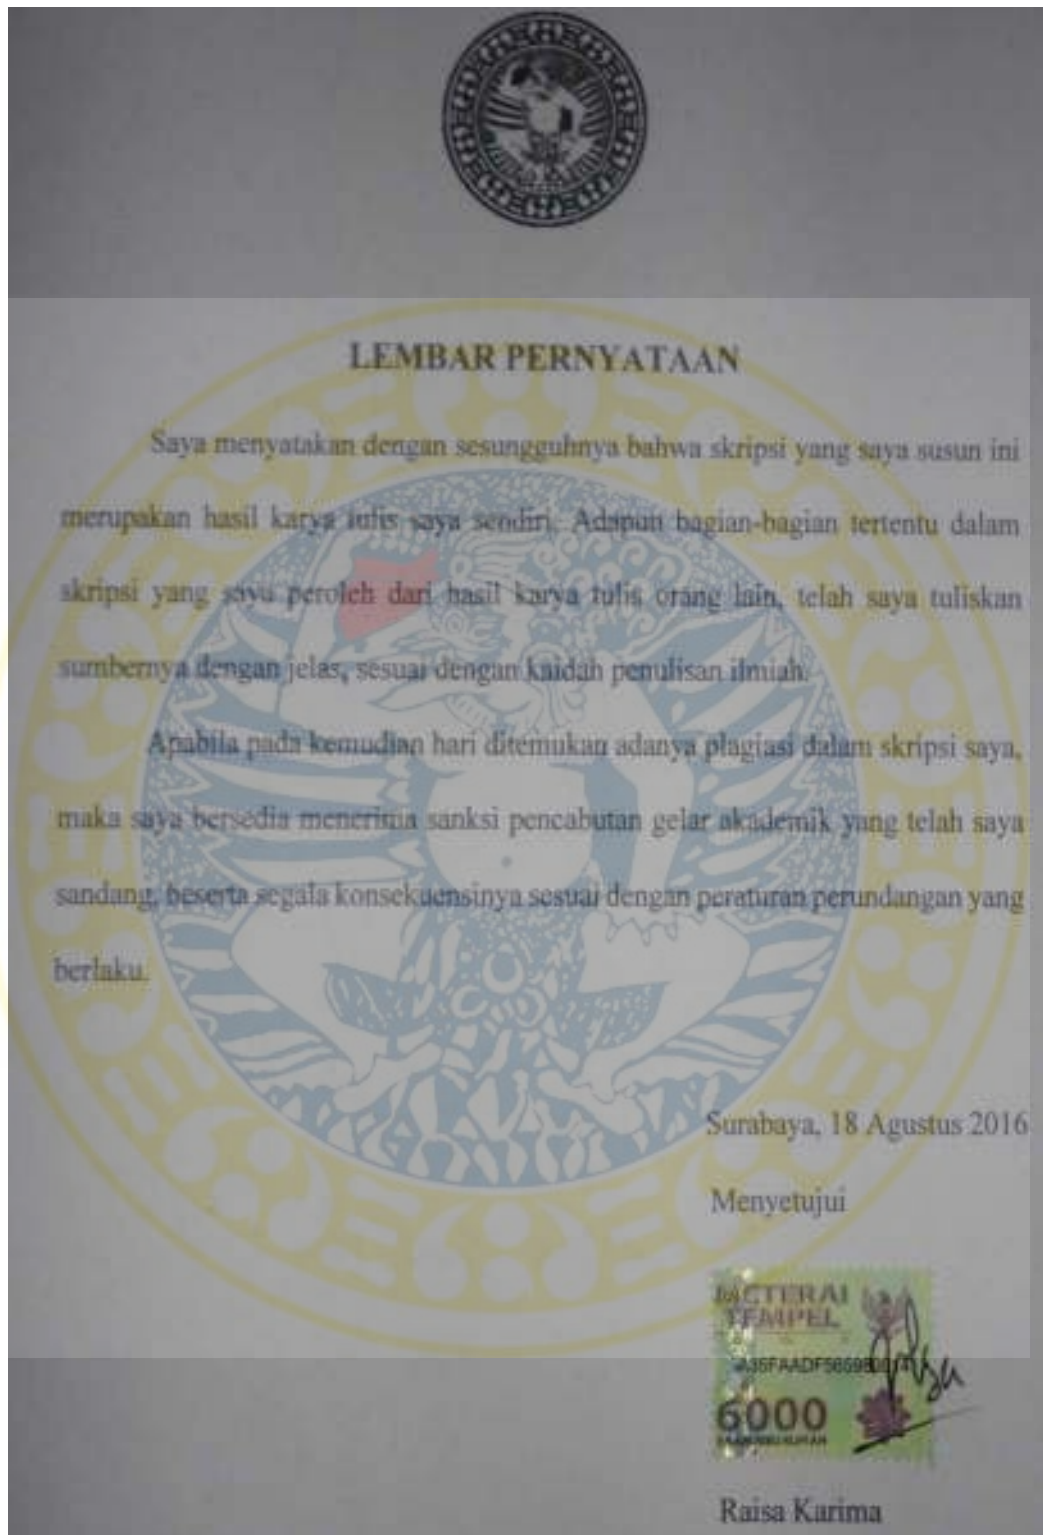 LEMBAR PERNYATAAN
Saya menyatakan dengan sesungguhnya bahwa skripsi yang saya susun ini
merupakan hasil karya tulis saya sendiri. Adapun bagian-bagian tertentu dalam
skripsi yang saya peroleh dari hasil karya tulis orang lain, telah saya tuliskan
sumbernya dengan jelas, sesuai dengan kaidah penulisan ilmiah.
Apabila pada kemudian hari ditemukan adanya plagiasi dalam skripsi saya,
maka saya bersedia menerima sanksi pencabutan gelar akademik yang telah saya
sandang, beserta segala konsekuensinya sesuai dengan peraturan perundangan yang
berlaku.
Surabaya, 18 Agustus 2016
Menyetujui
METERAI
TEMPEL
6000
ENAM RIBU RUPIAH
Raisa Karima